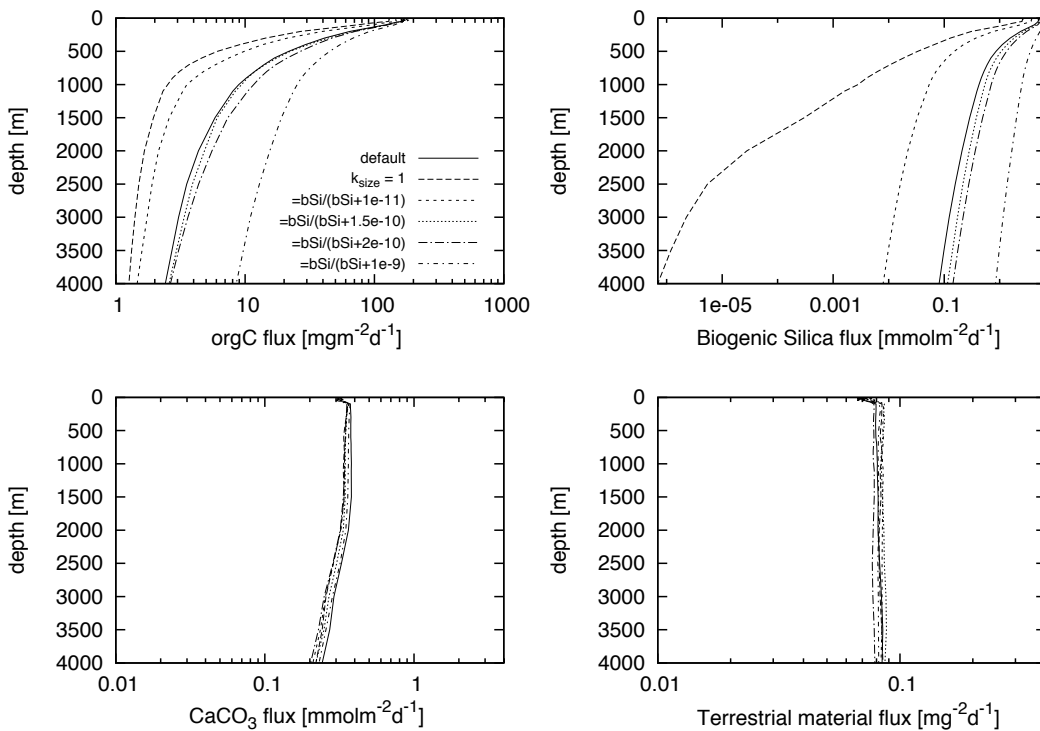 0
500
1000
1500
2000
2500
3000
3500
4000
depth [m]
default
k_size = 1
=bSi/(bSi+1e-11)
=bSi/(bSi+1.5e-10)
=bSi/(bSi+2e-10)
=bSi/(bSi+1e-9)
1 10 100 1000
orgC flux [mgm⁻²d⁻¹]
0
500
1000
1500
2000
2500
3000
3500
4000
depth [m]
1e-05 0.001 0.1
Biogenic Silica flux [mmolm⁻²d⁻¹]
0
500
1000
1500
2000
2500
3000
3500
4000
depth [m]
0.01 0.1 1
CaCO₃ flux [mmolm⁻²d⁻¹]
0
500
1000
1500
2000
2500
3000
3500
4000
depth [m]
0.01 0.1
Terrestrial material flux [mg⁻²d⁻¹]